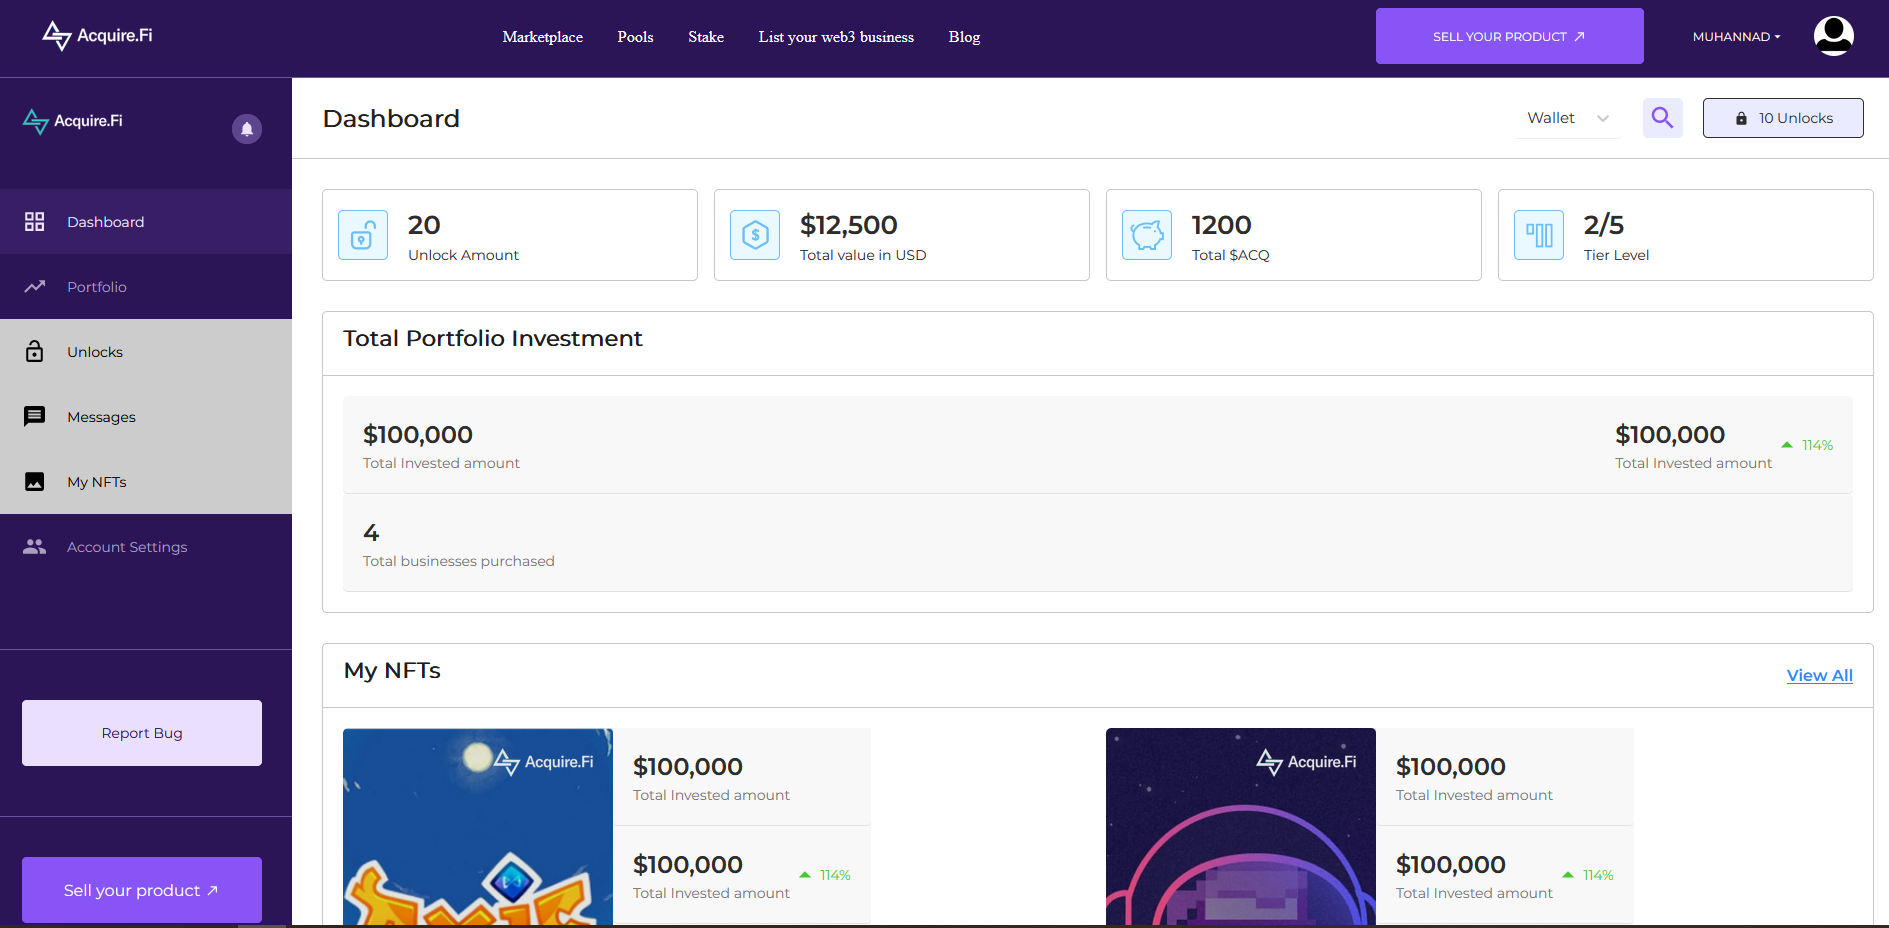 Acquire.Fi
Marketplace Pools Stake List your web3 business Blog
SELL YOUR PRODUCT
MUHANNAD
Acquire.Fi
Dashboard
Portfolio
Unlocks
Messages
My NFTs
Account Settings
Report Bug
Sell your product
Dashboard
Wallet
10 Unlocks
20
Unlock Amount
$12,500
Total value in USD
1200
Total $ACQ
2/5
Tier Level
Total Portfolio Investment
$100,000
Total Invested amount
$100,000
Total Invested amount
114%
4
Total businesses purchased
My NFTs
View All
Acquire.Fi
$100,000
Total Invested amount
$100,000
Total Invested amount
114%
Acquire.Fi
$100,000
Total Invested amount
$100,000
Total Invested amount
114%